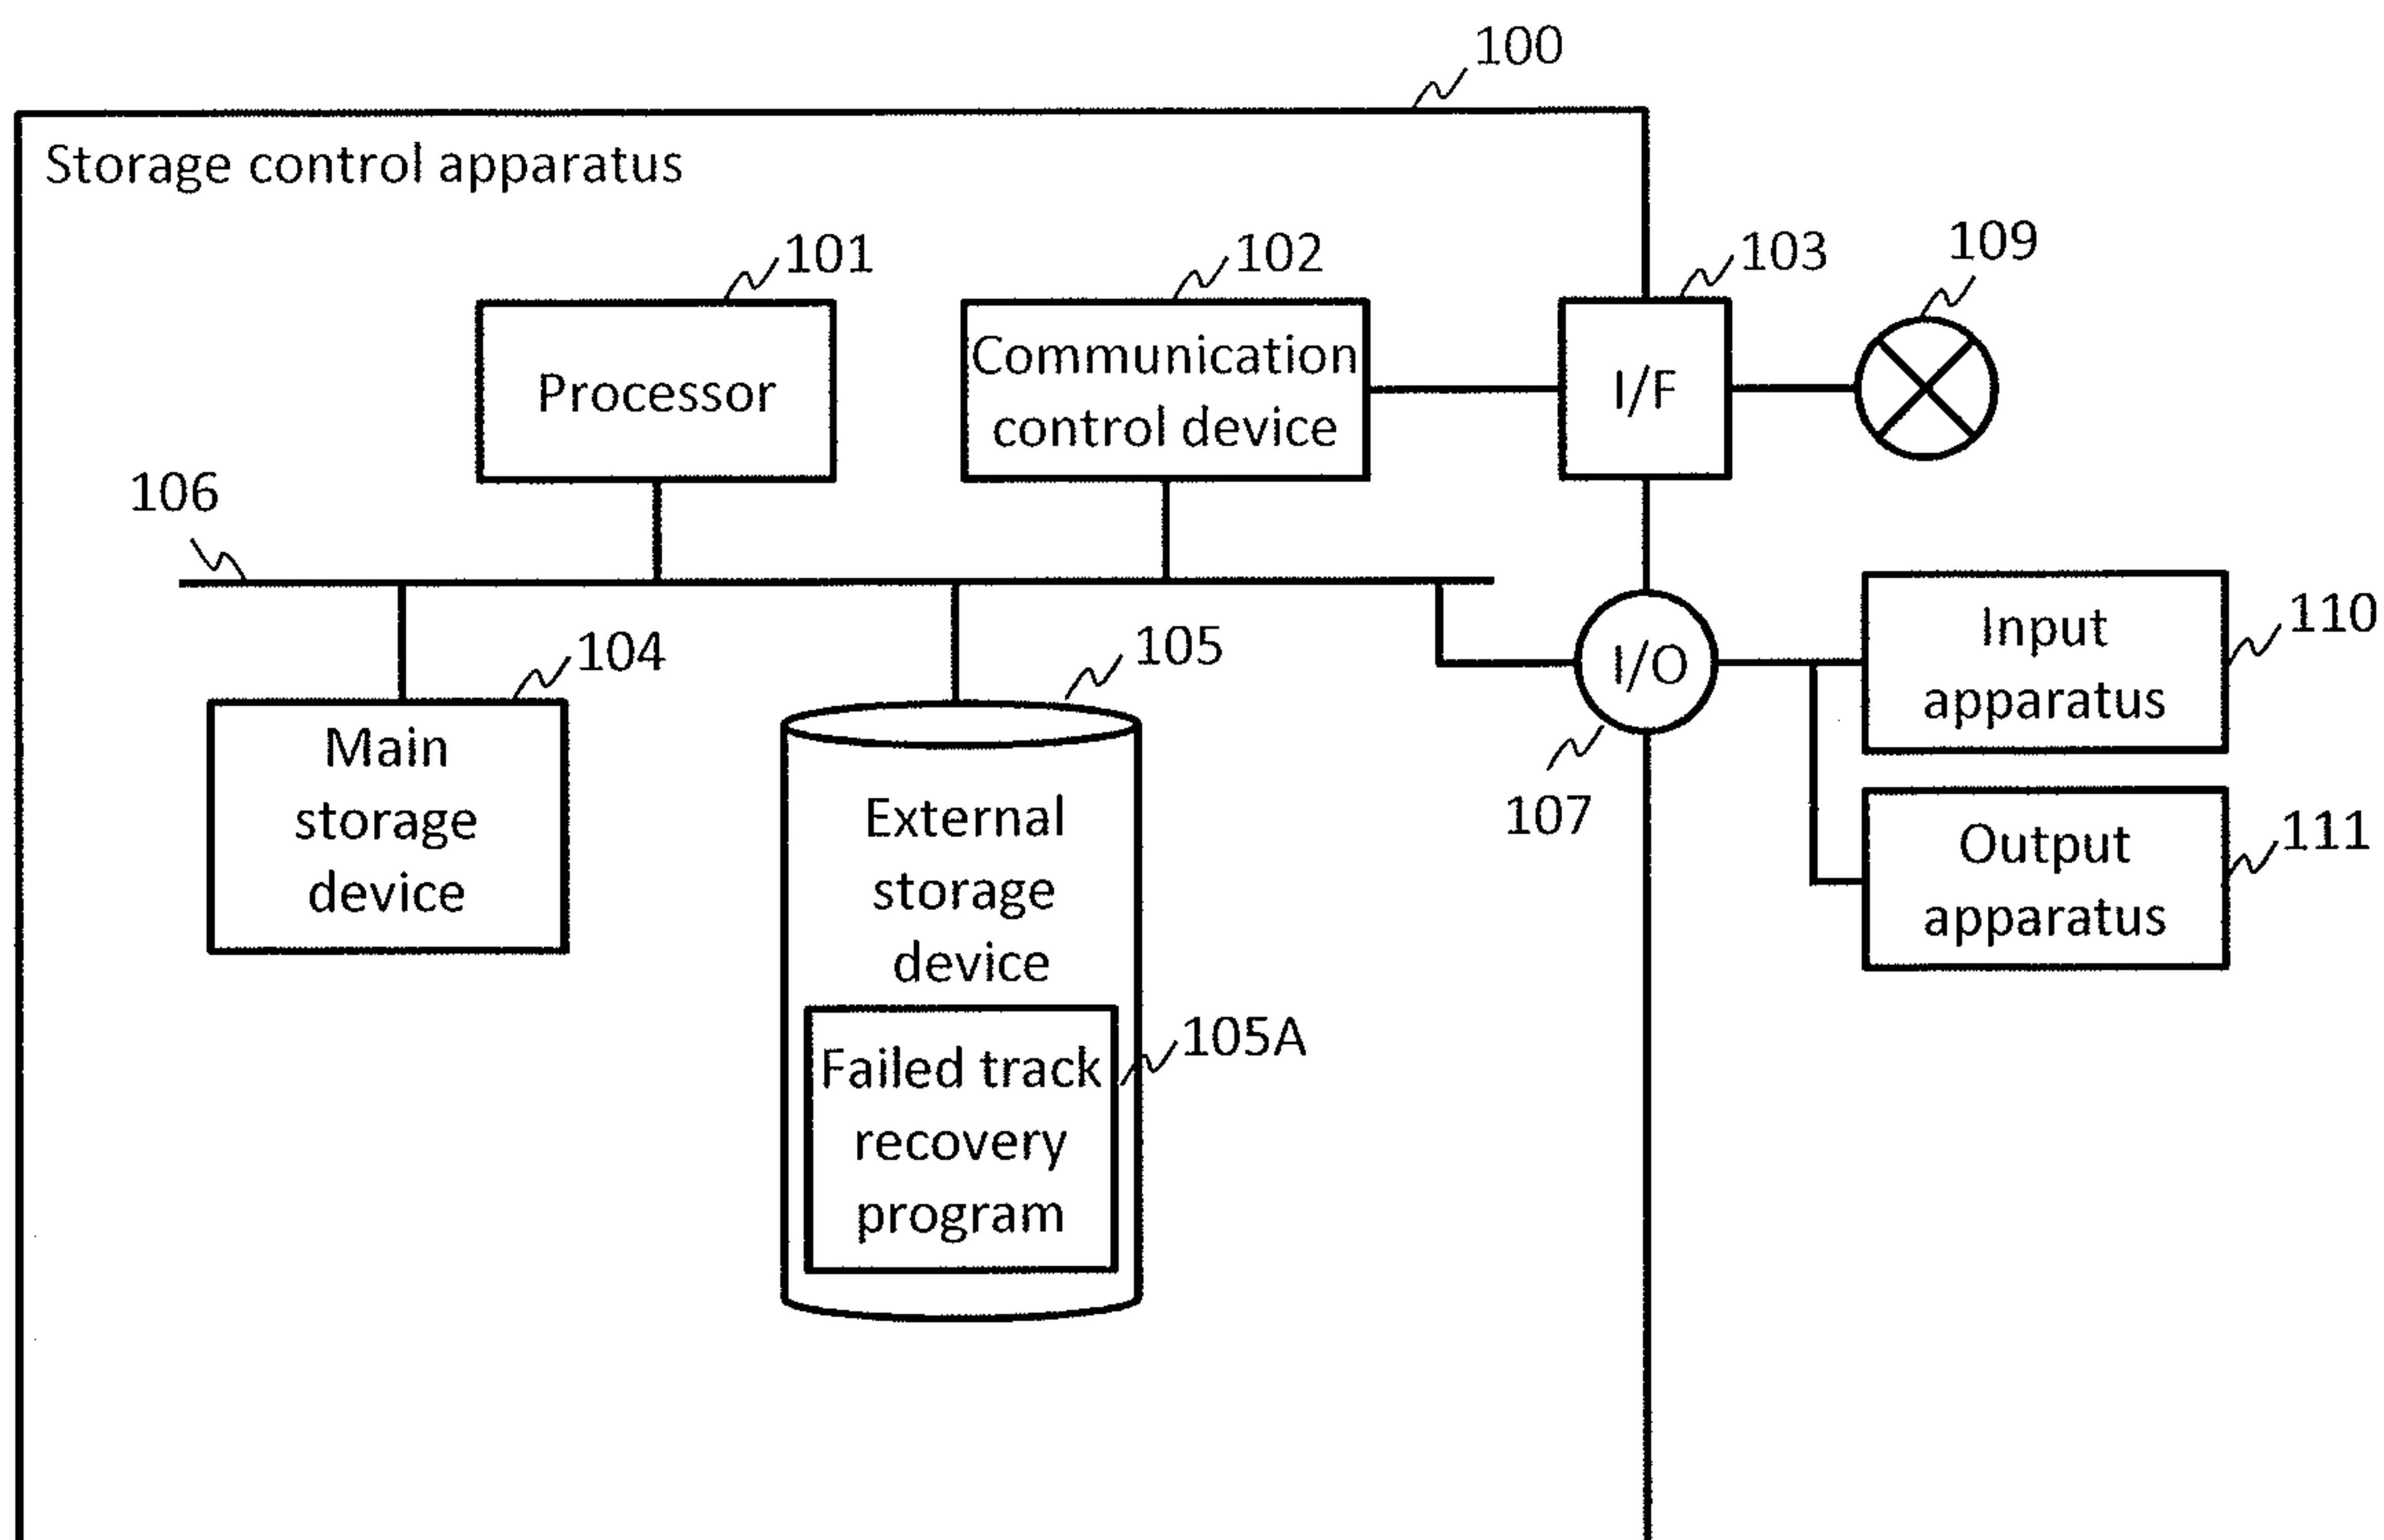 100
Storage control apparatus
101
102
103
109
Processor
Communication
control device
I/F
106
104
105
I/O
107
Input
apparatus
110
Main
storage
device
External
storage
device
Output
apparatus
111
Failed track
recovery
program
105A